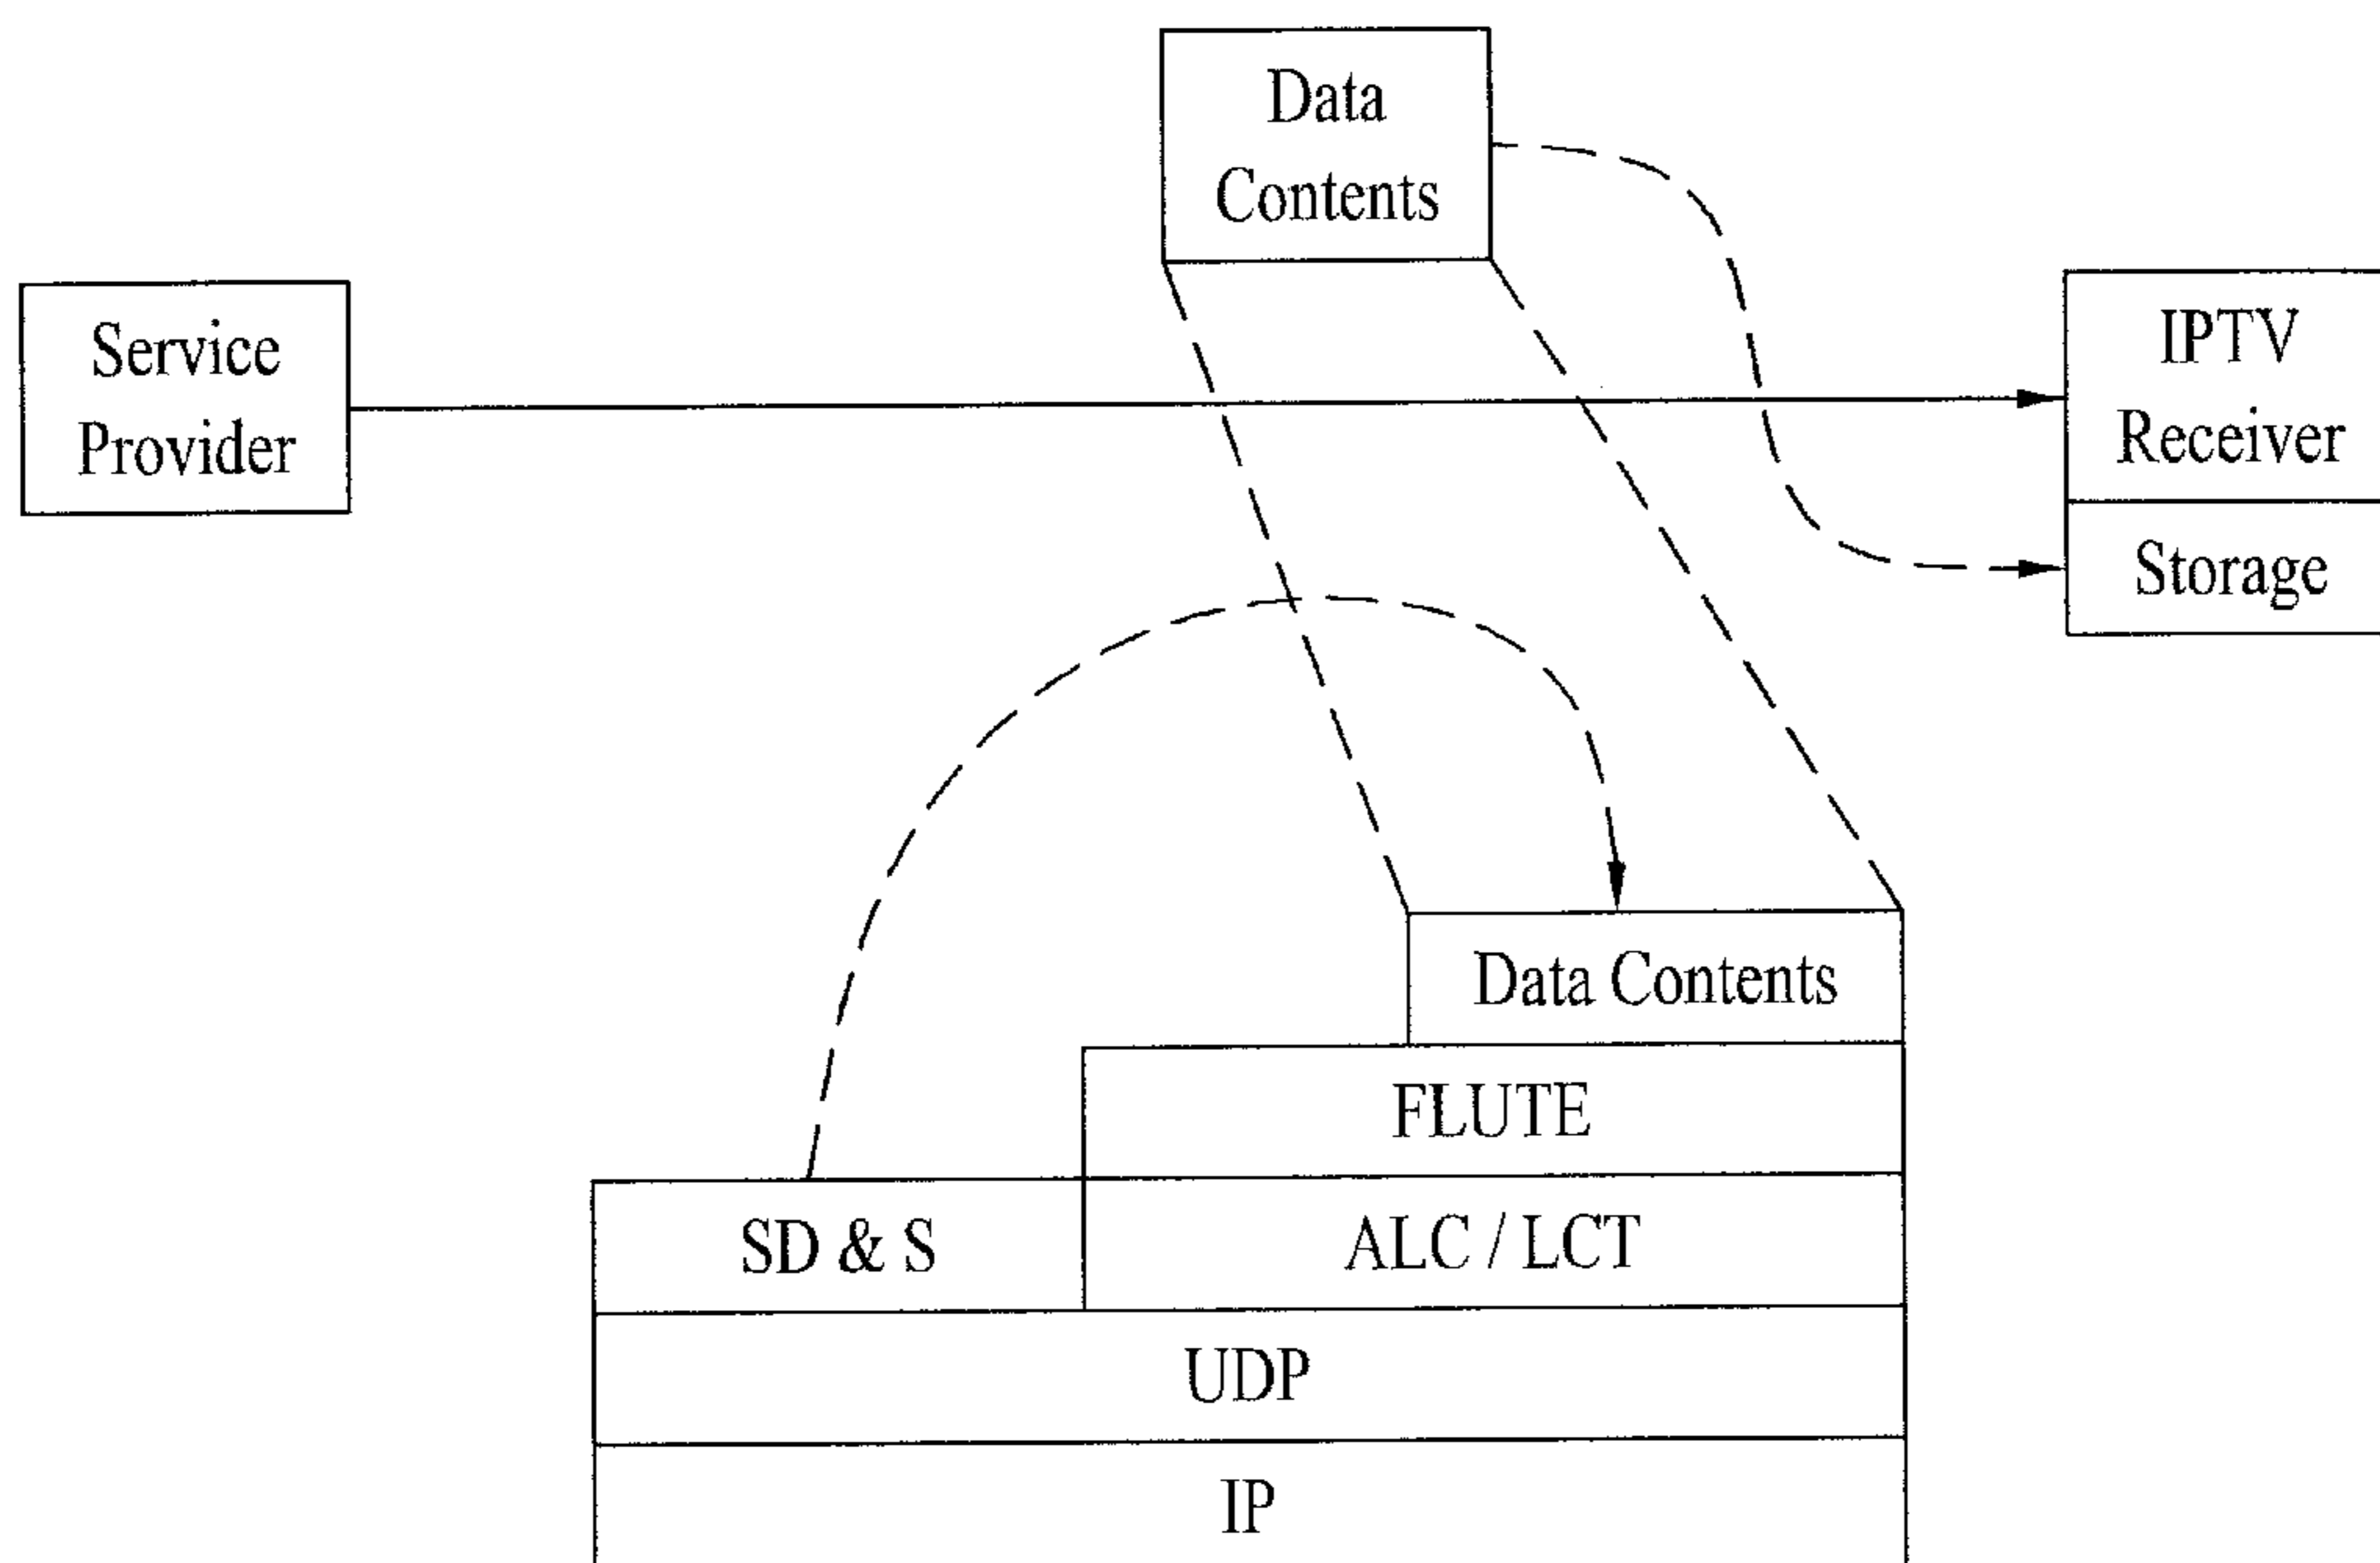 Data
Contents
Service
Provider
IPTV
Receiver
Storage
Data Contents
FLUTE
SD & S
ALC / LCT
UDP
IP